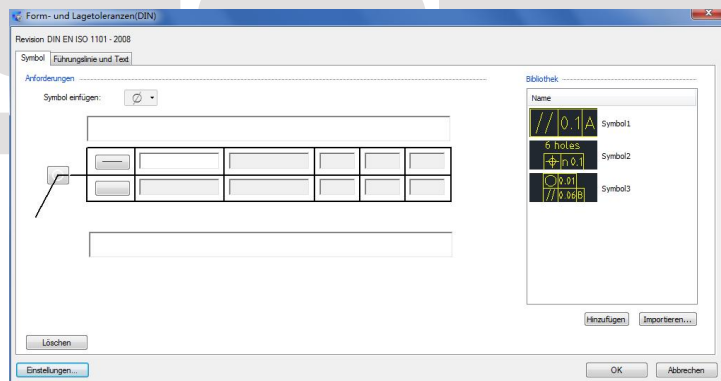 Form- und Lagetoleranzen(DIN)
Revision DIN EN ISO 1101 - 2008
Symbol Führungslinie und Text
Anforderungen
Symbol einfügen:
Bibliothek
Name
// 0.1 A Symbol1
6 holes
⌖ n 0.1 Symbol2
◯ 0.01
// 0.06 B Symbol3
Hinzufügen Importieren...
Löschen
Einstellungen... OK Abbrechen